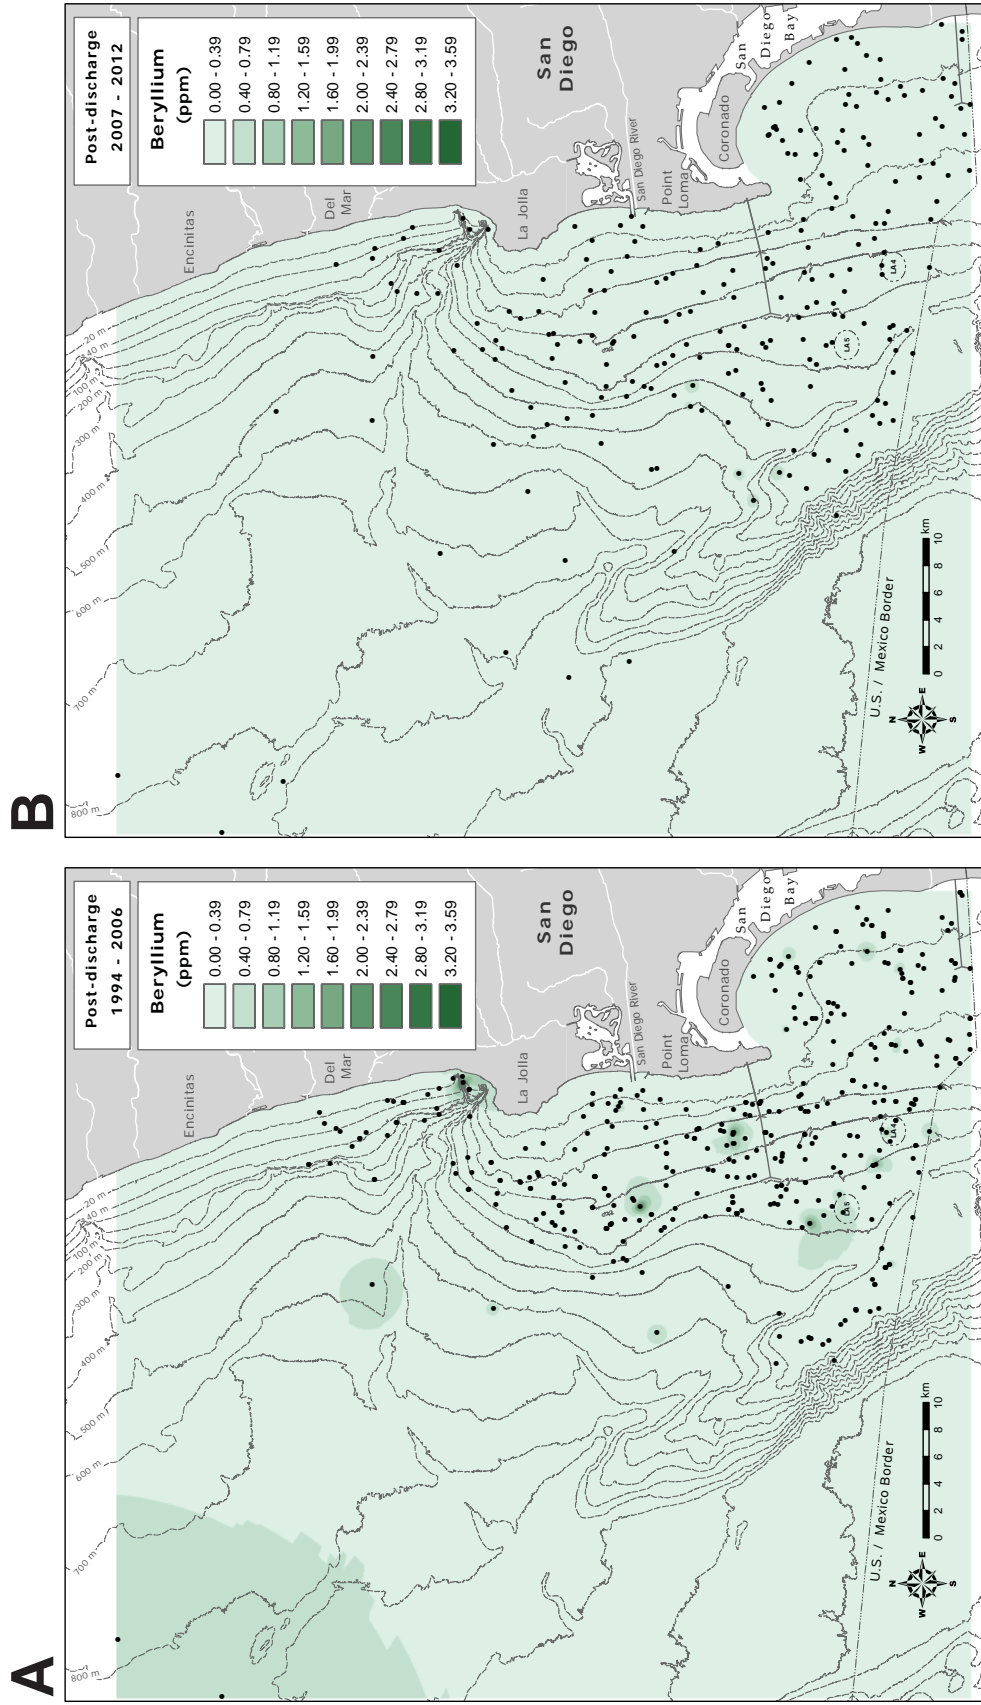 B
Post-discharge
2007 - 2012
Beryllium
(ppm)
0.00 - 0.39
0.40 - 0.79
0.80 - 1.19
1.20 - 1.59
1.60 - 1.99
2.00 - 2.39
2.40 - 2.79
2.80 - 3.19
3.20 - 3.59
Encinitas
Del
Mar
La Jolla
San
Diego
San Diego River
Point
Loma
Coronado
San
Diego
Bay
20 m
40 m
100 m
200 m
300 m
400 m
500 m
600 m
700 m
800 m
LA4
LA5
U.S. / Mexico Border
N
E
S
W
0 2 4 6 8 10
km
A
Post-discharge
1994 - 2006
Beryllium
(ppm)
0.00 - 0.39
0.40 - 0.79
0.80 - 1.19
1.20 - 1.59
1.60 - 1.99
2.00 - 2.39
2.40 - 2.79
2.80 - 3.19
3.20 - 3.59
Encinitas
Del
Mar
La Jolla
San
Diego
San Diego River
Point
Loma
Coronado
San
Diego
Bay
20 m
40 m
100 m
200 m
300 m
400 m
500 m
600 m
700 m
800 m
LA4
LA5
U.S. / Mexico Border
N
E
S
W
0 2 4 6 8 10
km